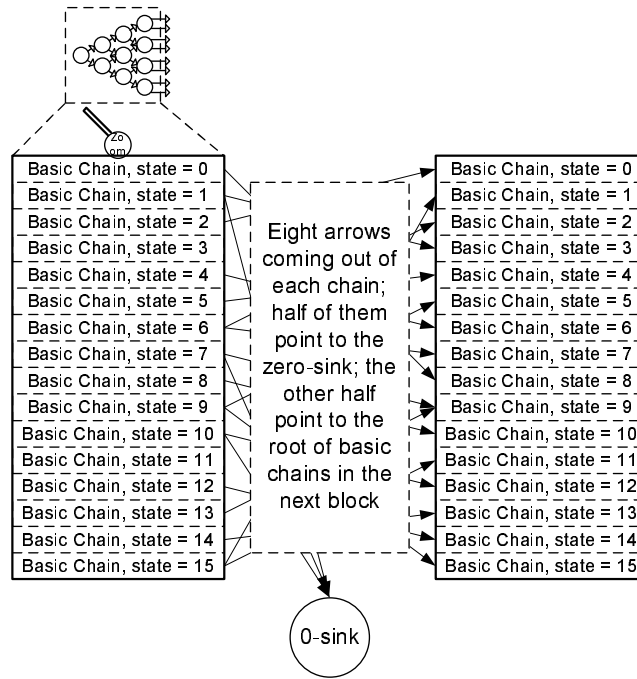 Zo
om
Basic Chain, state = 0
Basic Chain, state = 1
Basic Chain, state = 2
Basic Chain, state = 3
Basic Chain, state = 4
Basic Chain, state = 5
Basic Chain, state = 6
Basic Chain, state = 7
Basic Chain, state = 8
Basic Chain, state = 9
Basic Chain, state = 10
Basic Chain, state = 11
Basic Chain, state = 12
Basic Chain, state = 13
Basic Chain, state = 14
Basic Chain, state = 15
Eight arrows
coming out of
each chain;
half of them
point to the
zero-sink; the
other half
point to the
root of basic
chains in the
next block
Basic Chain, state = 0
Basic Chain, state = 1
Basic Chain, state = 2
Basic Chain, state = 3
Basic Chain, state = 4
Basic Chain, state = 5
Basic Chain, state = 6
Basic Chain, state = 7
Basic Chain, state = 8
Basic Chain, state = 9
Basic Chain, state = 10
Basic Chain, state = 11
Basic Chain, state = 12
Basic Chain, state = 13
Basic Chain, state = 14
Basic Chain, state = 15
0-sink